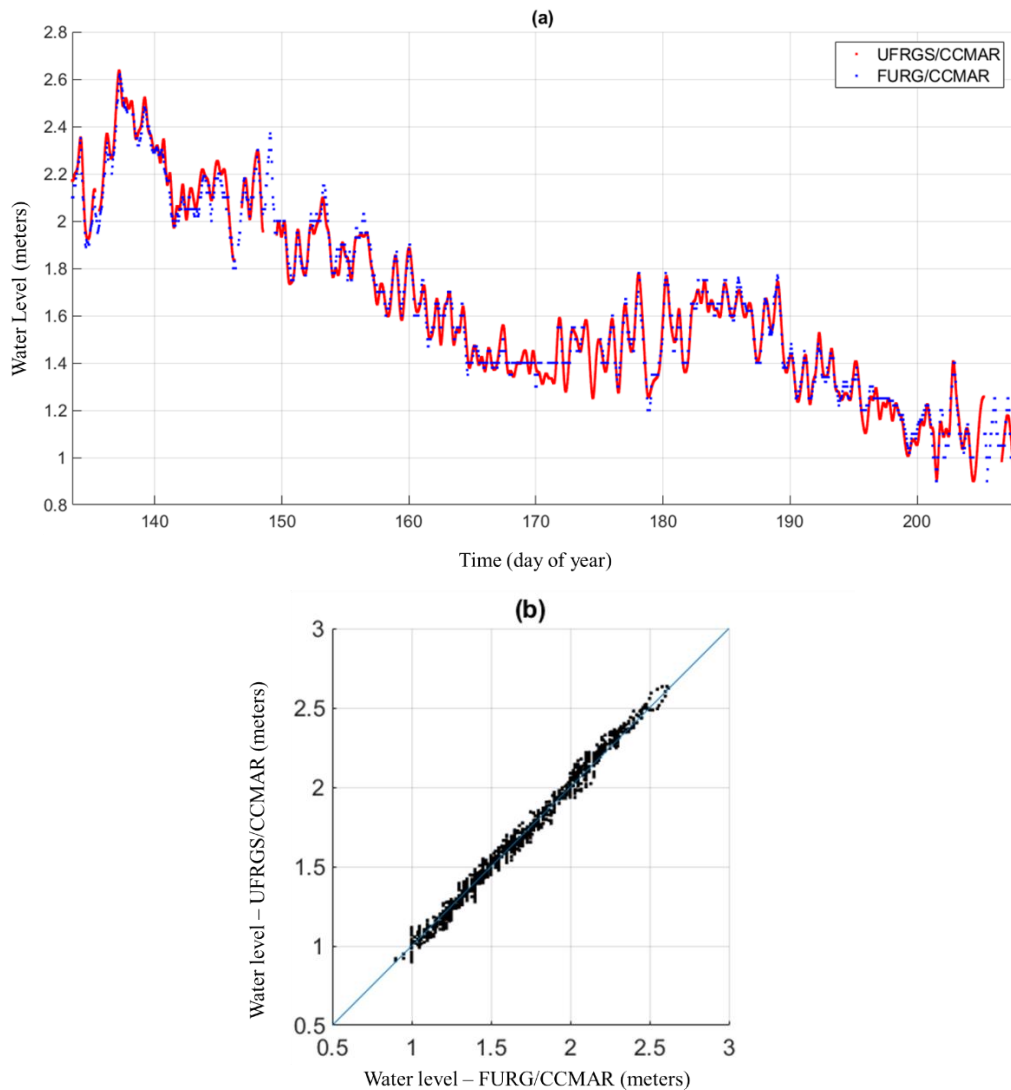 (a)
UFRGS/CCMAR
FURG/CCMAR
Water Level (meters)
2.8
2.6
2.4
2.2
2
1.8
1.6
1.4
1.2
1
0.8
140 150 160 170 180 190 200
Time (day of year)
(b)
Water level – UFRGS/CCMAR (meters)
3
2.5
2
1.5
1
0.5
0.5 1 1.5 2 2.5 3
Water level – FURG/CCMAR (meters)